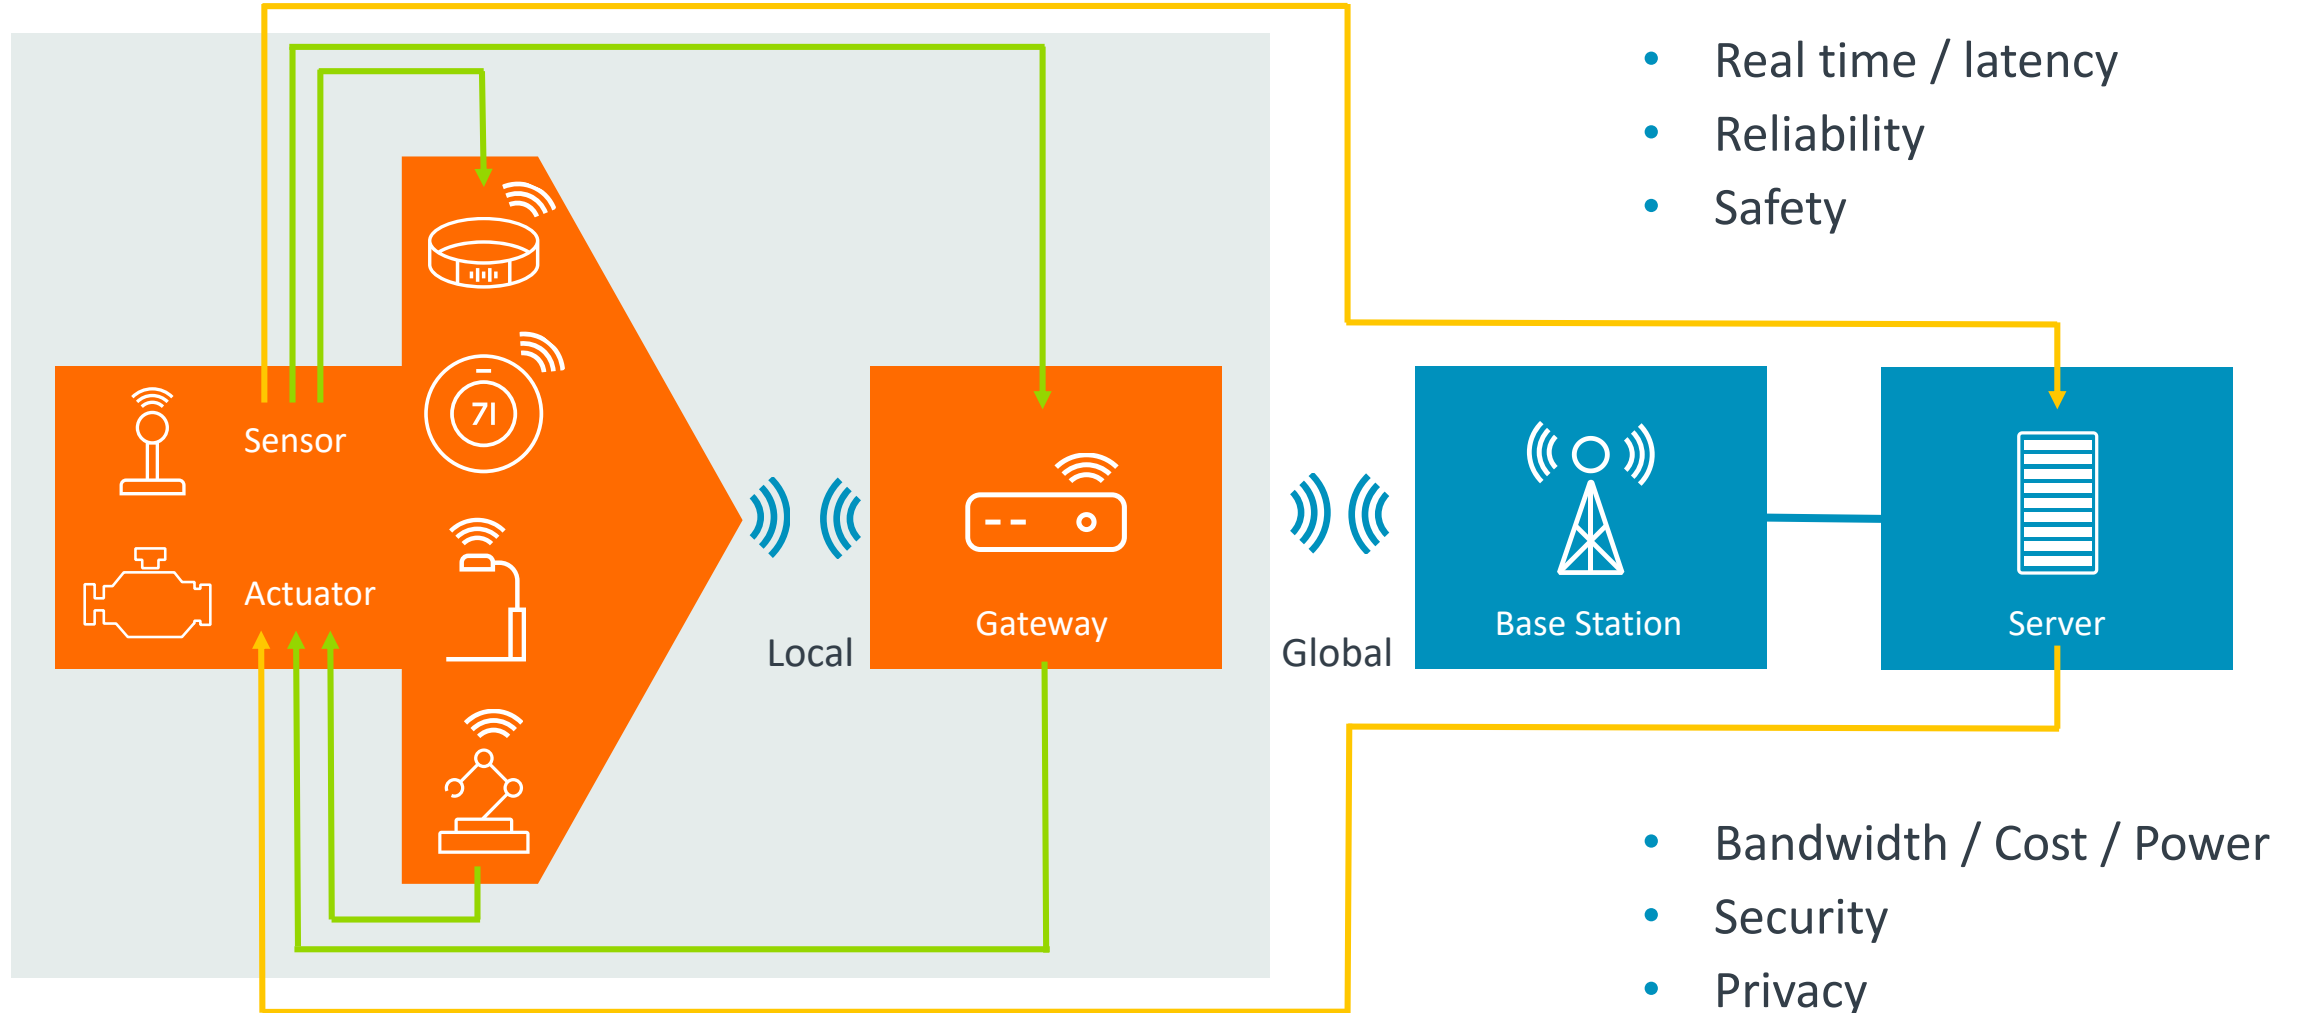 Real time / latency
Reliability
Safety
71
Sensor
Actuator
Local
Gateway
Global
Base Station
Server
Bandwidth / Cost / Power
Security
Privacy